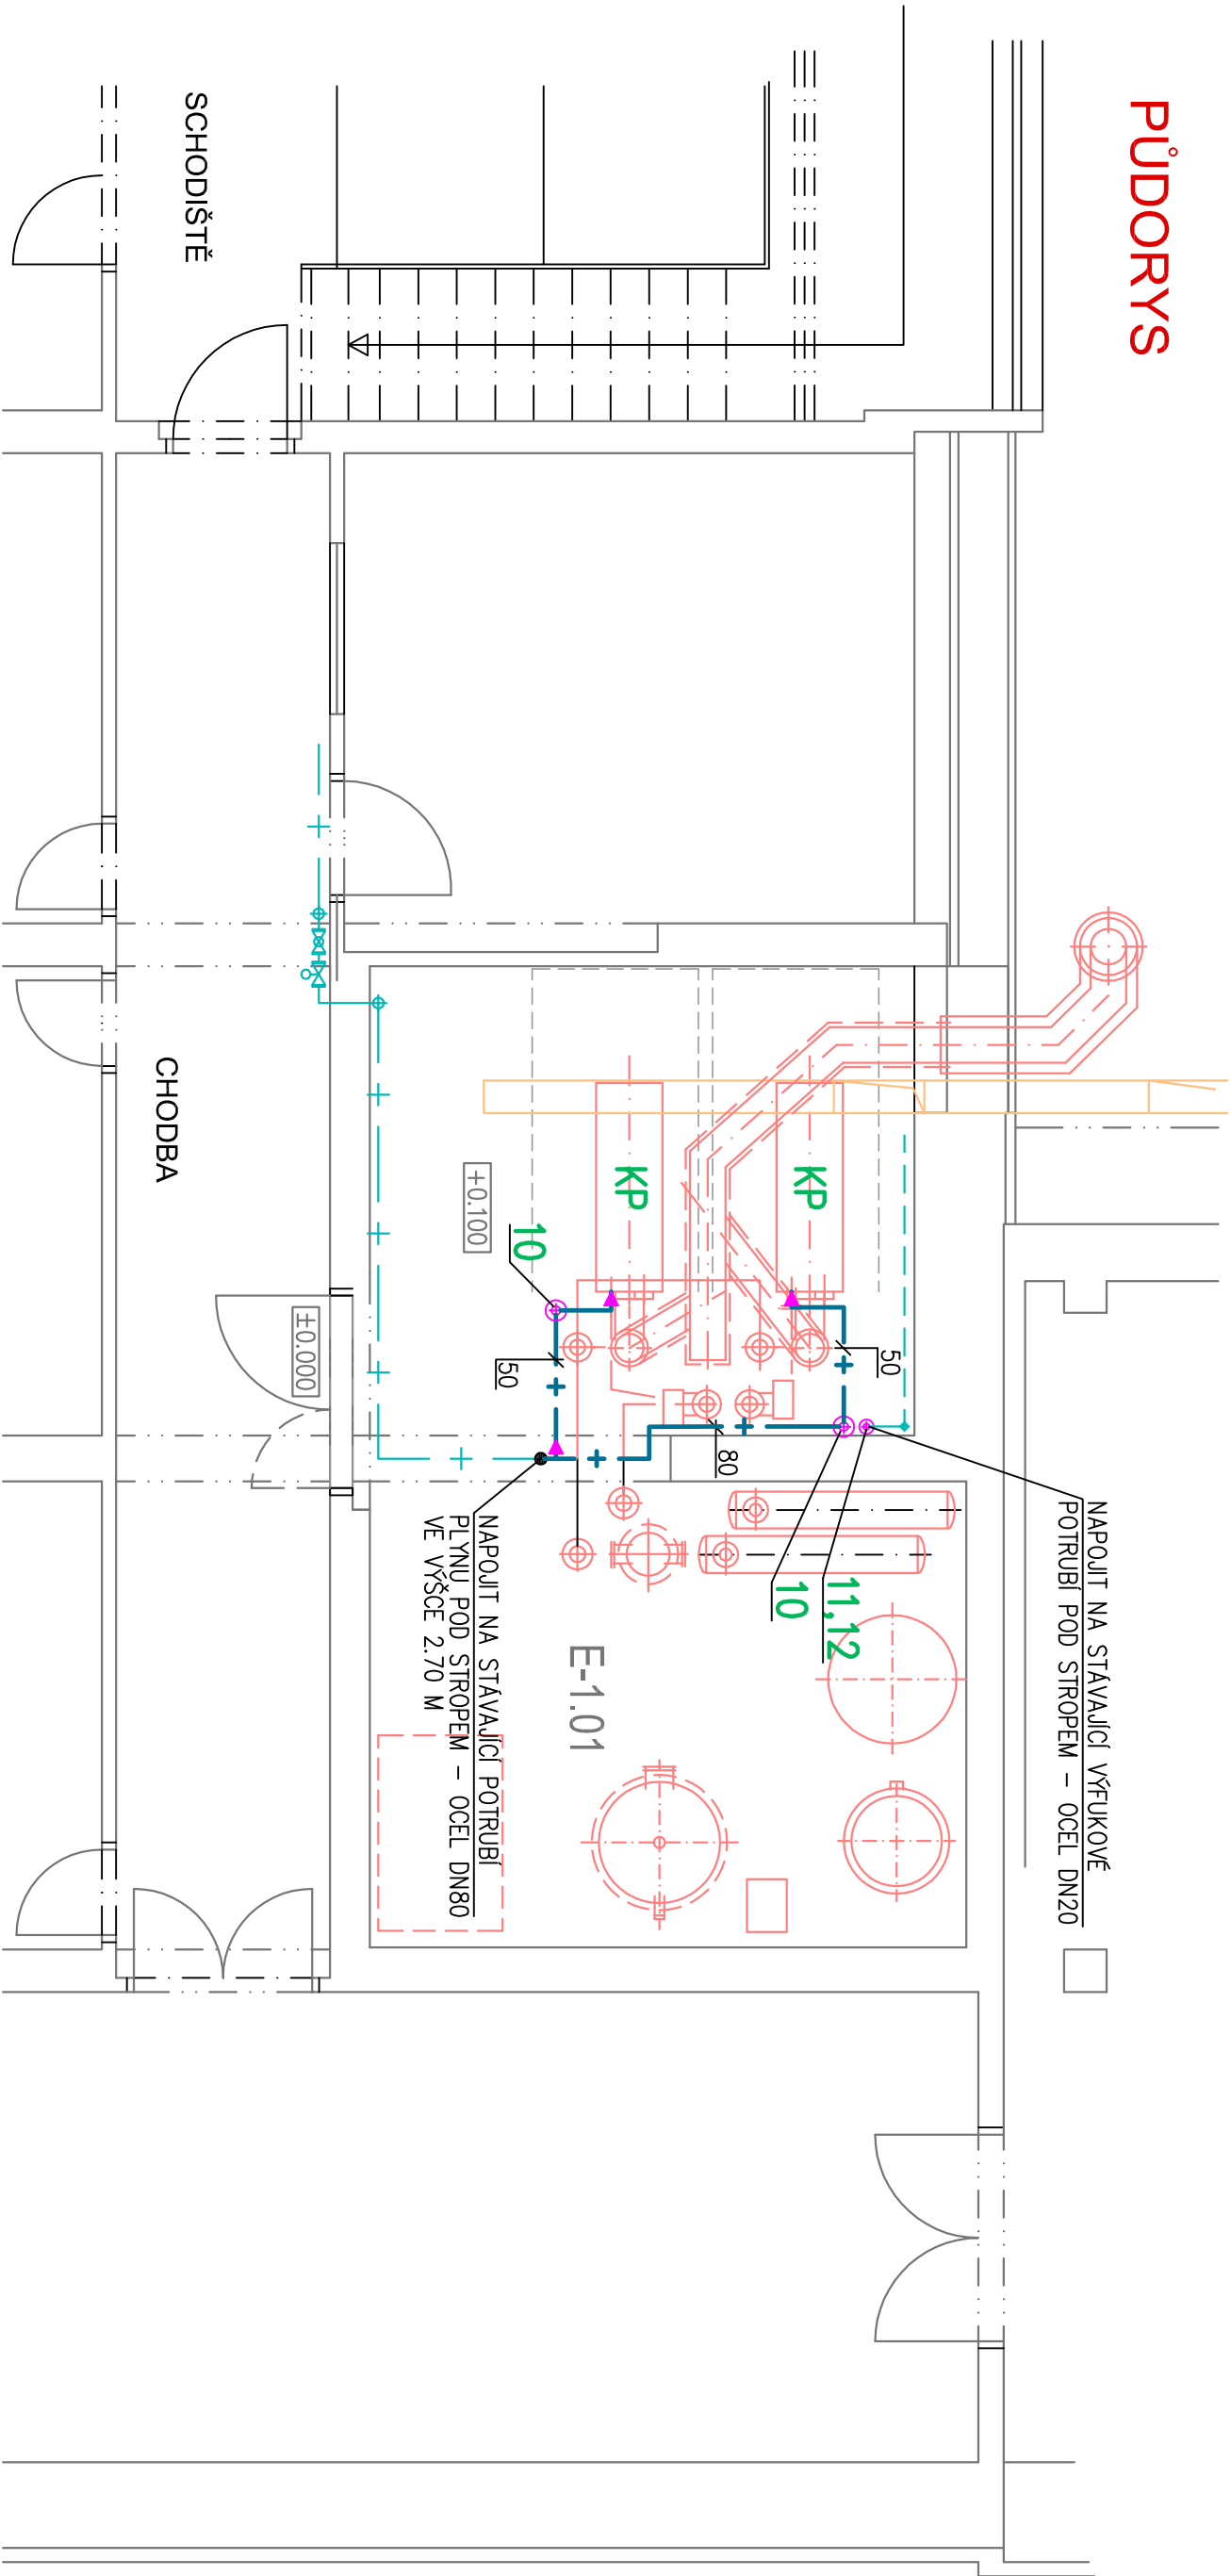 PŮDORYS
SCHODIŠTĚ
CHODBA
KP
KP
+0.100
±0.000
10
50
50
80
NAPOJIT NA STÁVAJÍCÍ VÝFUKOVÉ
POTRUBÍ POD STROPEM – OCEL DN20
11,12
10
E-1.01
NAPOJIT NA STÁVAJÍCÍ POTRUBÍ
PLYNU POD STROPEM – OCEL DN80
VE VÝŠCE 2.70 M